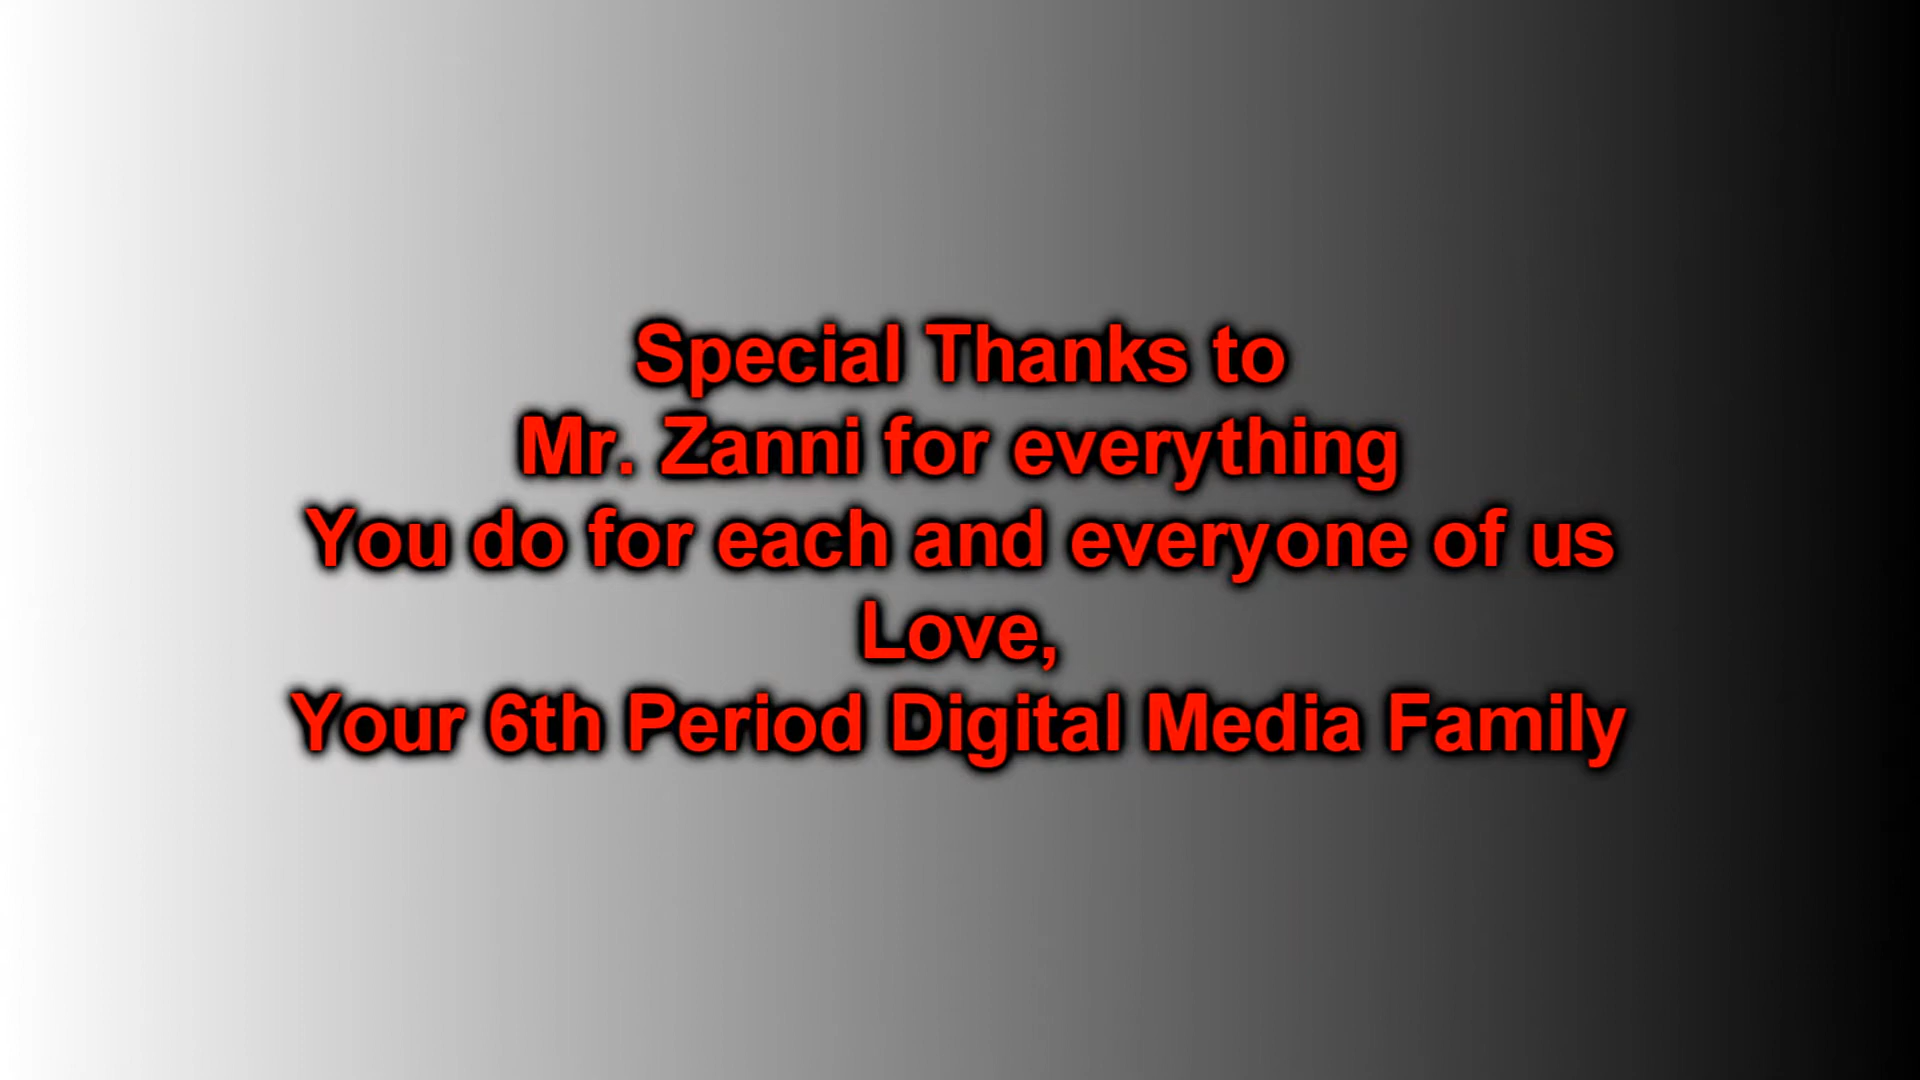 Special Thanks to
Mr. Zanni for everything
You do for each and everyone of us
Love,
Your 6th Period Digital Media Family